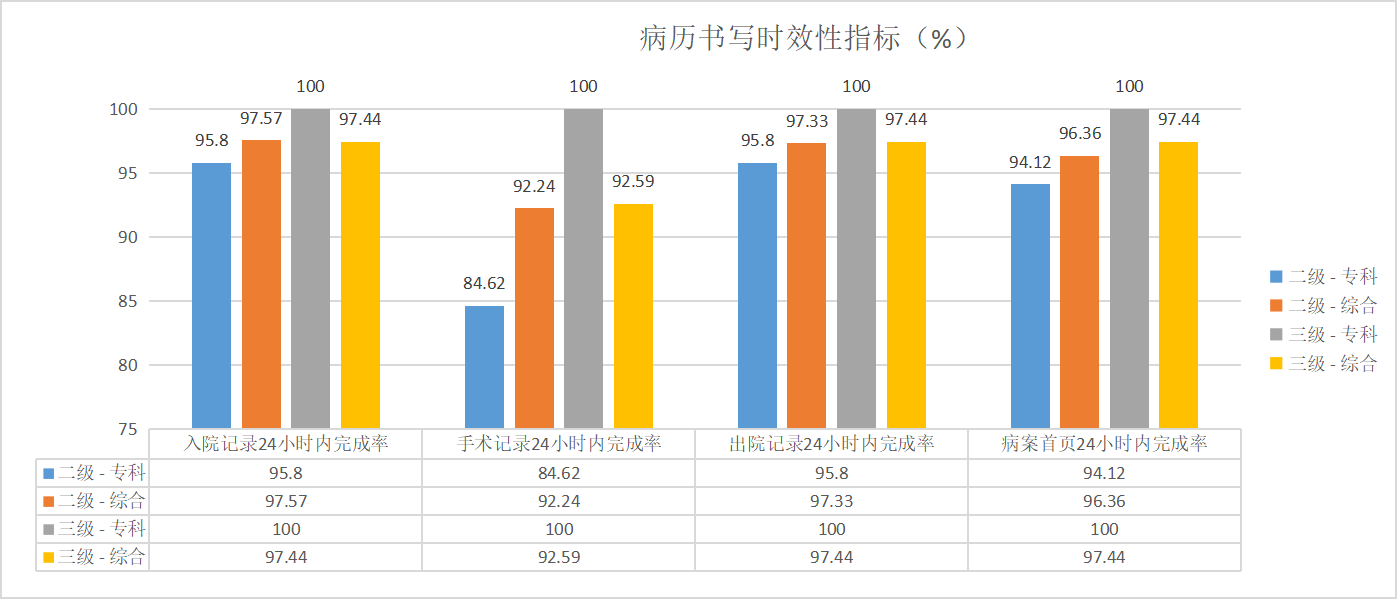 病历书写时效性指标（%）
100 100 100 100
100
95.8 97.57 97.44 95.8 97.33 97.44 94.12 96.36 97.44
95
84.62 92.24 92.59
90
85
80
75
二级 - 专科
二级 - 综合
三级 - 专科
三级 - 综合
入院记录24小时内完成率 手术记录24小时内完成率 出院记录24小时内完成率 病案首页24小时内完成率
二级 - 专科 95.8 84.62 95.8 94.12
二级 - 综合 97.57 92.24 97.33 96.36
三级 - 专科 100 100 100 100
三级 - 综合 97.44 92.59 97.44 97.44